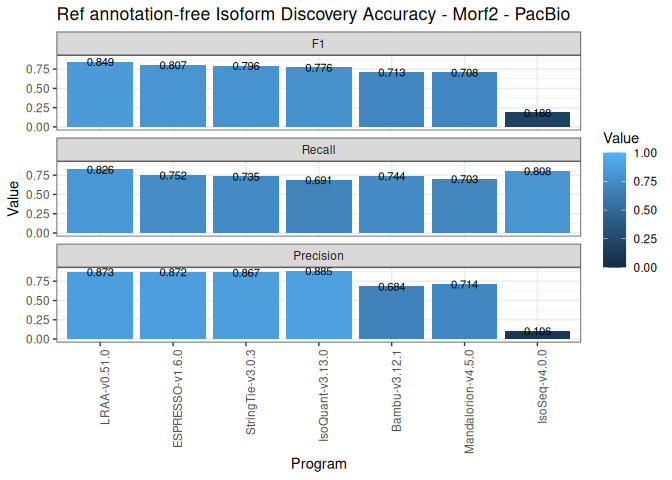 Ref annotation-free Isoform Discovery Accuracy - Morf2 - PacBio
F1
0.75
0.50
0.25
0.00
0.849
0.807
0.796
0.776
0.713
0.708
0.188
Recall
0.75
0.50
0.25
0.00
0.826
0.752
0.735
0.691
0.744
0.703
0.808
Precision
0.75
0.50
0.25
0.00
0.873
0.872
0.867
0.885
0.684
0.714
0.106
Value
LRAA-v0.51.0
ESPRESSO-v1.6.0
StringTie-v3.0.3
IsoQuant-v3.13.0
Bambu-v3.12.1
Mandalorion-v4.5.0
IsoSeq-v4.0.0
Program
Value
1.00
0.75
0.50
0.25
0.00